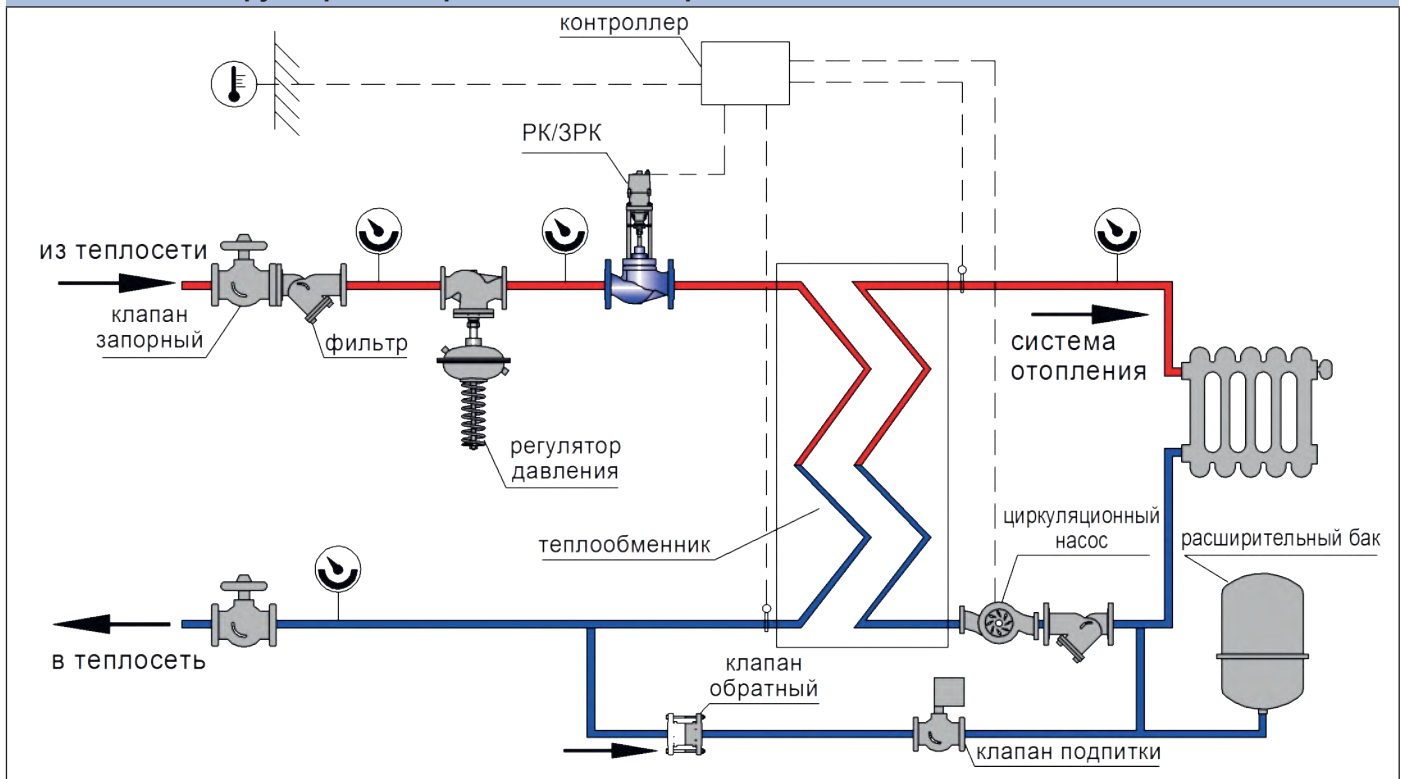 контроллер
РК/ЗРК
из теплосети
клапан
запорный
фильтр
регулятор
давления
система
отопления
теплообменник
циркуляционный
насос
расширительный бак
в теплосеть
клапан
обратный
клапан подпитки